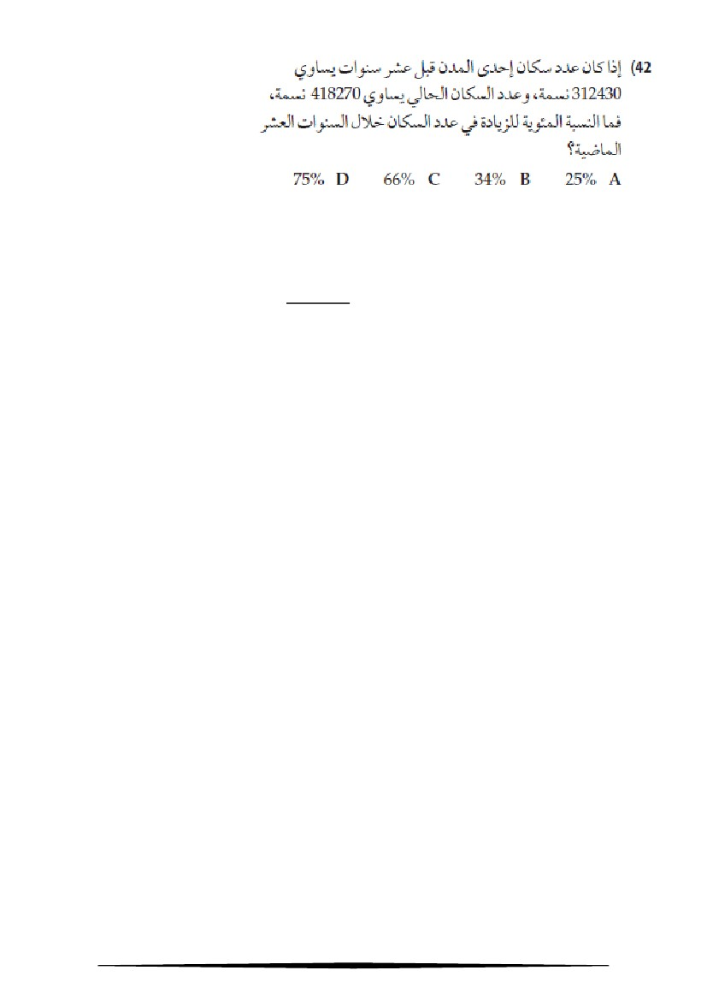 42) إذا كان عدد سكان إحدى المدن قبل عشر سنوات يساوي
312430 نسمة، وعدد السكان الحالي يساوي 418270 نسمة،
فما النسبة المئوية للزيادة في عدد السكان خلال السنوات العشر
الماضية؟
25% A 34% B 66% C 75% D